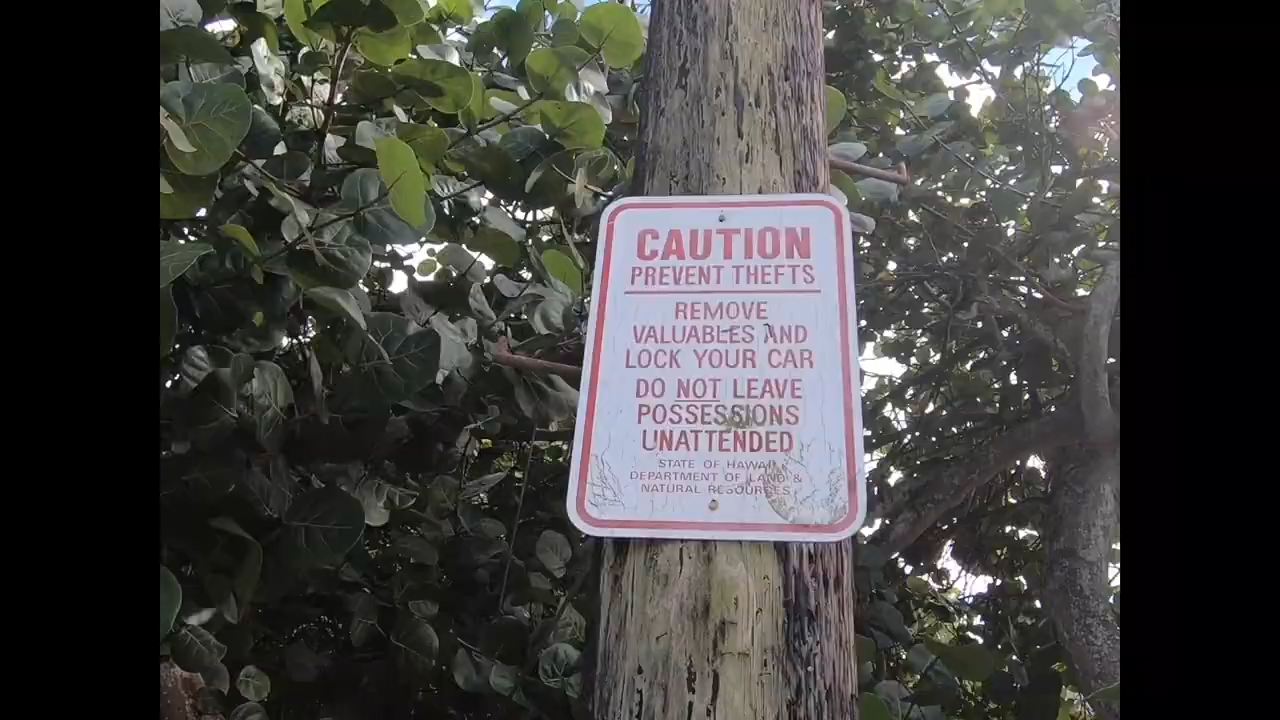 CAUTION
PREVENT THEFTS
REMOVE
VALUABLES AND
LOCK YOUR CAR
DO NOT LEAVE
POSSESSIONS
UNATTENDED
STATE OF HAWAII
DEPARTMENT OF LAND &
NATURAL RESOURCES